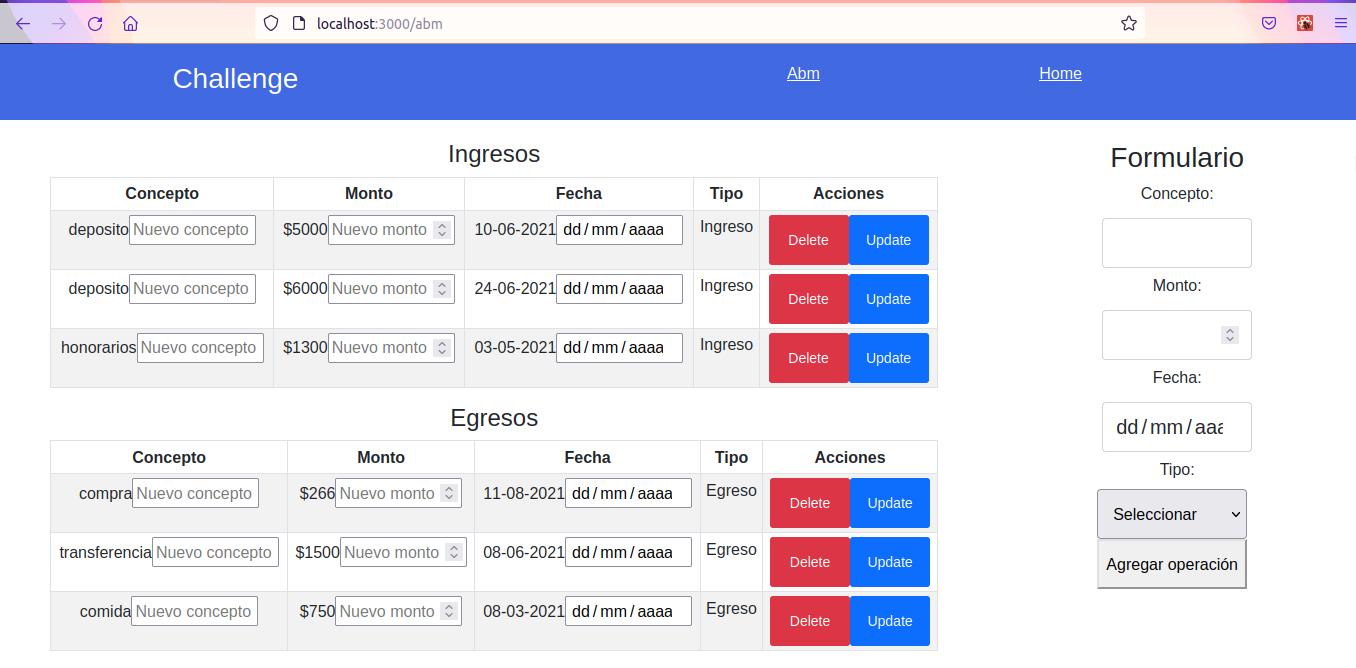 localhost:3000/abm
Challenge Abm Home
Ingresos
Concepto Monto Fecha Tipo Acciones
deposito Nuevo concepto $5000 Nuevo monto 10-06-2021 dd/mm/aaaa Ingreso Delete Update
deposito Nuevo concepto $6000 Nuevo monto 24-06-2021 dd/mm/aaaa Ingreso Delete Update
honorarios Nuevo concepto $1300 Nuevo monto 03-05-2021 dd/mm/aaaa Ingreso Delete Update
Egresos
Concepto Monto Fecha Tipo Acciones
compra Nuevo concepto $266 Nuevo monto 11-08-2021 dd/mm/aaaa Egreso Delete Update
transferencia Nuevo concepto $1500 Nuevo monto 08-06-2021 dd/mm/aaaa Egreso Delete Update
comida Nuevo concepto $750 Nuevo monto 08-03-2021 dd/mm/aaaa Egreso Delete Update
Formulario
Concepto:
Monto:
Fecha:
dd/mm/aaa
Tipo:
Seleccionar
Agregar operación